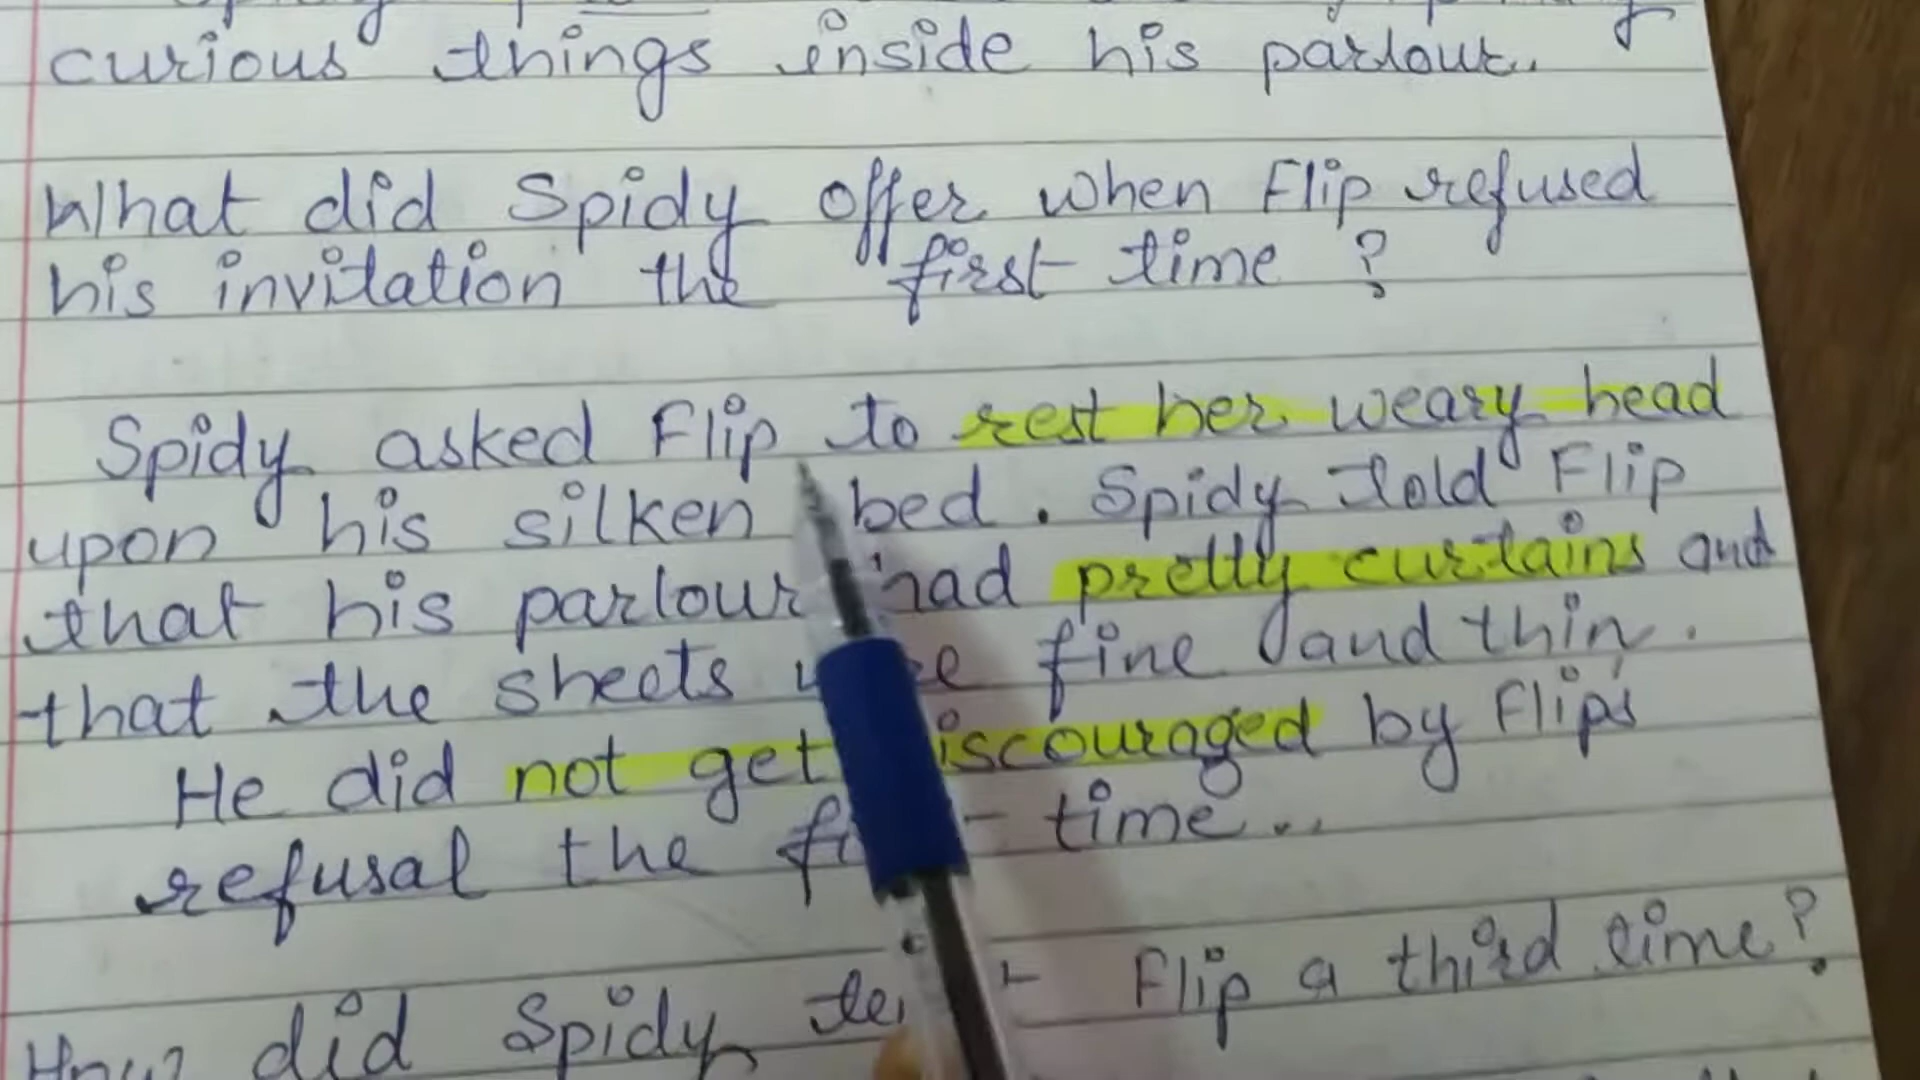 curious things inside his parlour..
What did Spidy offer when Flip refused
his invitation the first time ?
Spidy asked Flip to rest her weary head
upon his silken bed. Spidy told Flip
that his parlour had pretty curtains and
that the sheets fine and thin.
He did not get discouraged by Flip's
refusal the time..
How did Spidy Flip a third time?